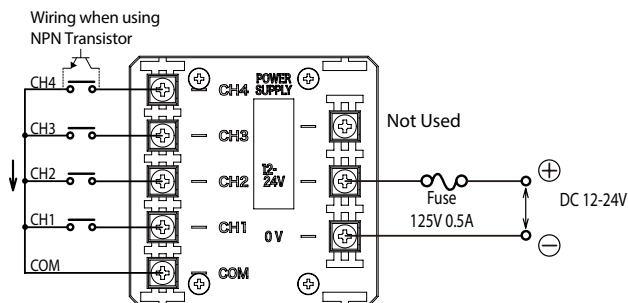 Wiring when using
NPN Transistor
CH4
CH3
CH2
CH1
COM
CH4
CH3
CH2
CH1
COM
POWER
SUPPLY
12-
24V
0 V
Not Used
Fuse
125V 0.5A
DC 12-24V